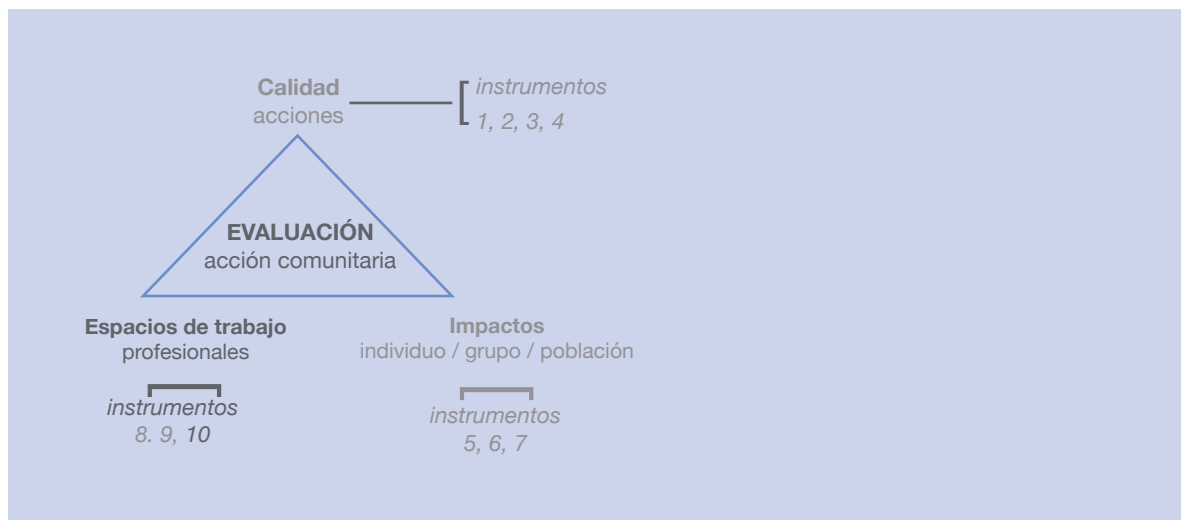 Calidad
acciones
instrumentos
1, 2, 3, 4
EVALUACIÓN
acción comunitaria
Espacios de trabajo
profesionales
instrumentos
8. 9, 10
Impactos
individuo / grupo / población
instrumentos
5, 6, 7